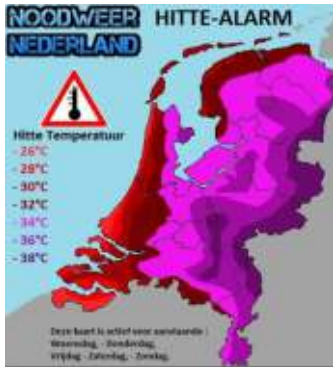 NOODWEER HITTE-ALARM
NEDERLAND
Hitte Temperatuur
- 26°C
- 28°C
- 30°C
- 32°C
- 34°C
- 36°C
- 38°C
Deze kaart is actief voor aanstaande :
Woensdag, - Donderdag,
Vrijdag - Zaterdag, - Zondag,